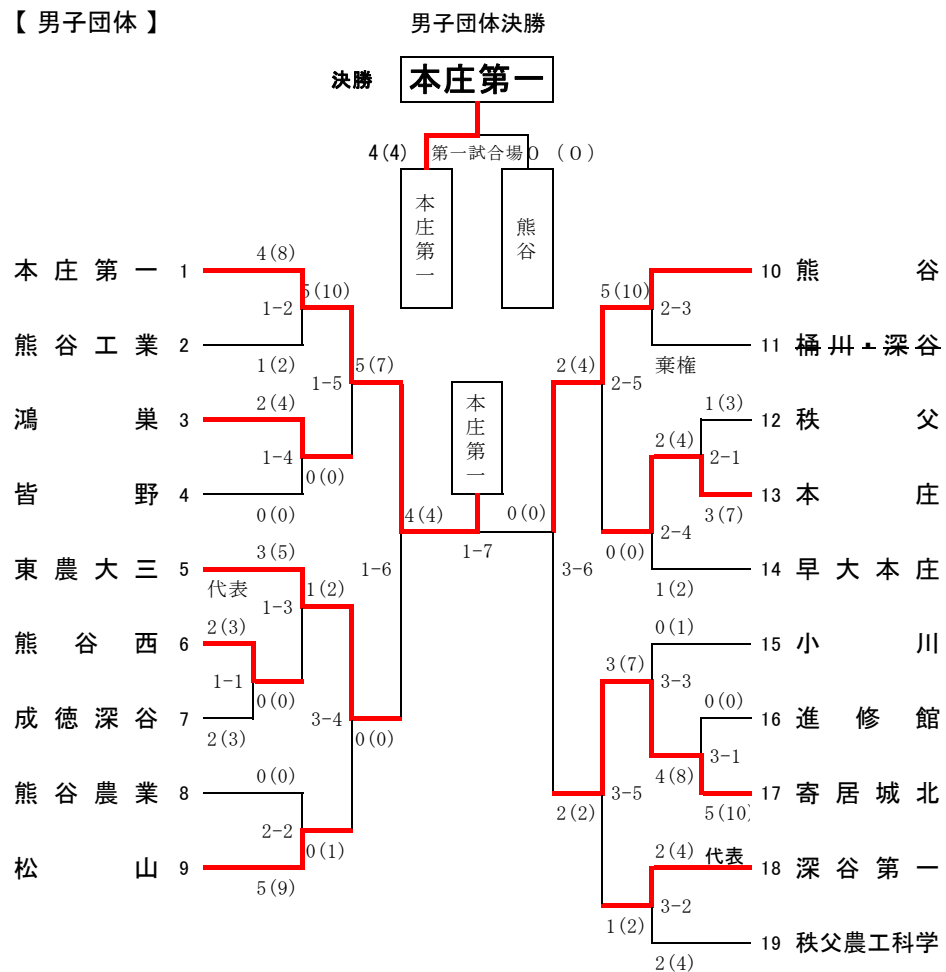 【 男子団体 】
男子団体決勝
決勝
本庄第一
4(4)
第一試合場
0 (0)
本庄第一
熊谷
4(8)
本庄第一 1
5(10)
5(10)
10 熊谷
1-2
2-3
熊谷工業 2
11 桶川・深谷
1(2)
5(7)
2(4)
棄権
1-5
2-5
2(4)
本庄第一
1(3)
鴻巣 3
12 秩父
1-4
2(4)
2-1
0(0)
皆野 4
13 本庄
0(0)
4(4)
0(0)
3(7)
1-7
0(0)
2-4
3(5)
東農大三 5
1-6
3-6
14 早大本庄
代表
1(2)
1(2)
1-3
2(3)
0(1)
熊谷西 6
15 小川
3(7)
1-1
3-3
0(0)
0(0)
成徳深谷 7
3-4
16 進修館
2(3)
0(0)
3-1
0(0)
4(8)
熊谷農業 8
3-5
17 寄居城北
2(2)
5(10)
2-2
0(1)
2(4)
代表
松山 9
18 深谷第一
5(9)
3-2
1(2)
19 秩父農工科学
2(4)